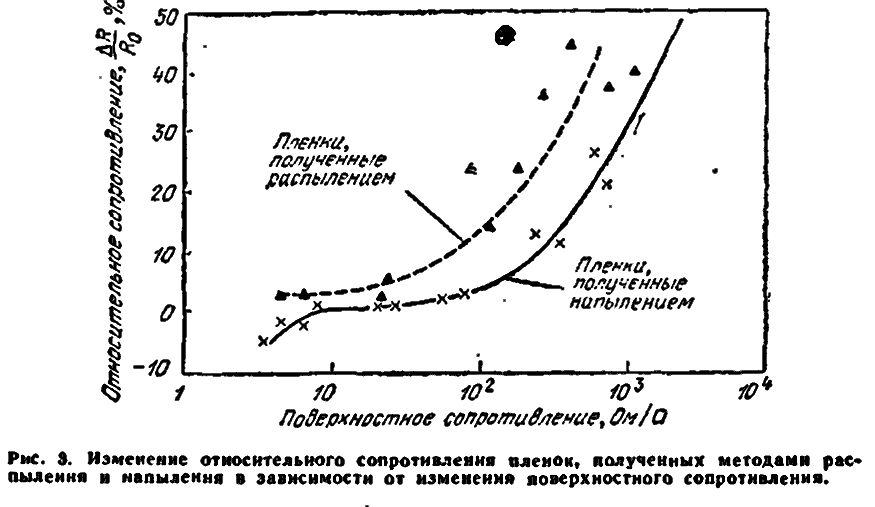 Относительное сопротивление, ΔR/R₀, %
50
40
30
20
10
0
-10
1
10
10²
10³
10⁴
Пленки,
полученные
распылением
Пленки,
полученные
напылением
Поверхностное сопротивление, Ом/□
Рис. 3. Изменение относительного сопротивления пленок, полученных методами рас-
пыления и напыления в зависимости от изменения поверхностного сопротивления.